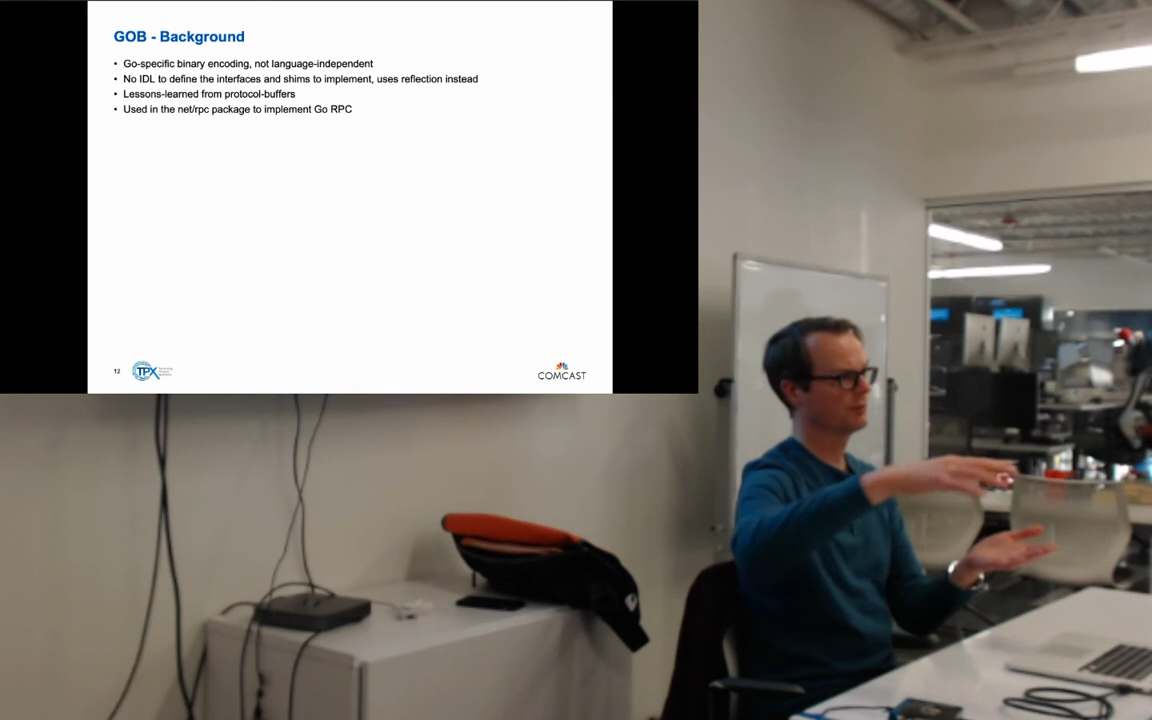 GOB - Background
• Go-specific binary encoding, not language-independent
• No IDL to define the interfaces and shims to implement, uses reflection instead
• Lessons-learned from protocol-buffers
• Used in the net/rpc package to implement Go RPC
12
TPX
COMCAST